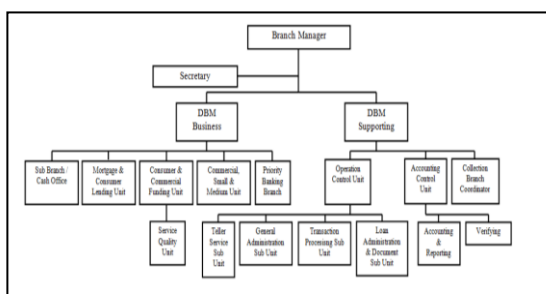 Branch Manager
Secretary
DBM
Business
DBM
Supporting
Sub Branch /
Cash Office
Mortgage &
Consumer
Lending Unit
Consumer &
Commercial
Funding Unit
Commercial,
Small &
Medium Unit
Priority
Banking
Branch
Operation
Control Unit
Accounting
Control
Unit
Collection
Branch
Coordinator
Service
Quality
Unit
Teller
Service
Sub
Unit
General
Administration
Sub Unit
Transaction
Processing Sub
Unit
Loan
Administration
& Document
Sub Unit
Accounting
&
Reporting
Verifying